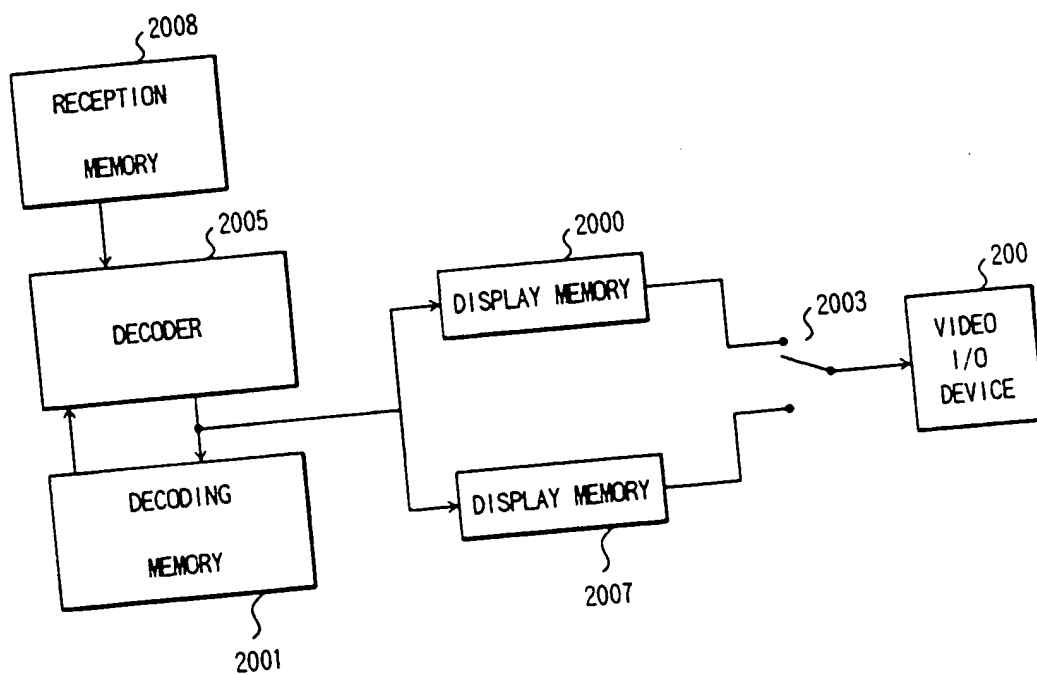 2008
RECEPTION
MEMORY
2005
DECODER
DECODING
MEMORY
2001
2000
DISPLAY MEMORY
DISPLAY MEMORY
2007
2003
200
VIDEO
I/O
DEVICE